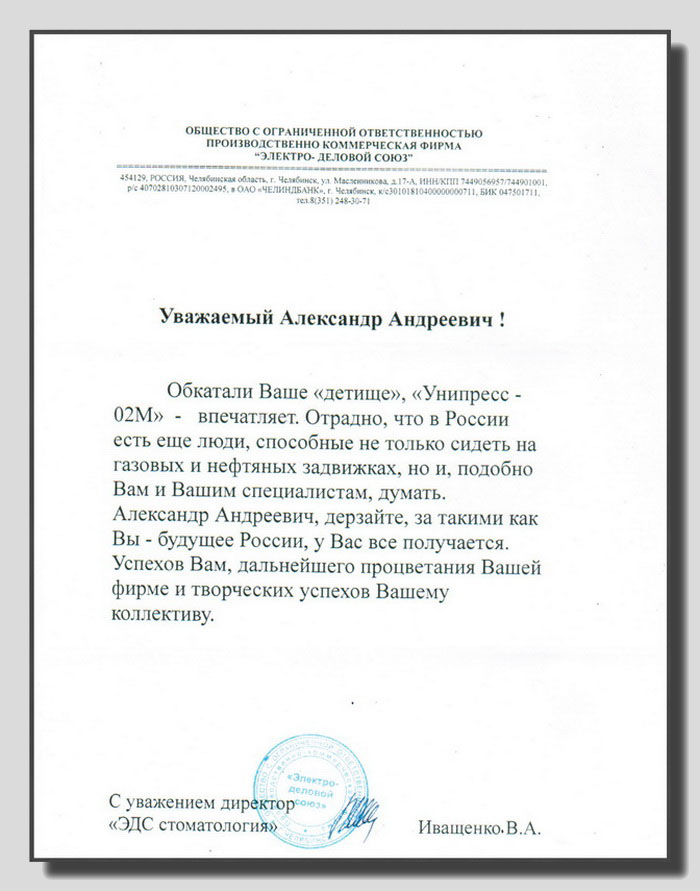 ОБЩЕСТВО С ОГРАНИЧЕННОЙ ОТВЕТСТВЕННОСТЬЮ
ПРОИЗВОДСТВЕННО КОММЕРЧЕСКАЯ ФИРМА
“ЭЛЕКТРО- ДЕЛОВОЙ СОЮЗ”
454129, РОССИЯ, Челябинская область, г. Челябинск, ул. Масленникова, д.17-А, ИНН/КПП 7449056957/744901001,
р/с 40702810307120002495, в ОАО «ЧЕЛИНДБАНК», г. Челябинск, к/с30101810400000000711, БИК 047501711,
тел.8(351) 248-30-71
Уважаемый Александр Андреевич !
Обкатали Ваше «детище», «Унипресс -
02М» - впечатляет. Отрадно, что в России
есть еще люди, способные не только сидеть на
газовых и нефтяных задвижках, но и, подобно
Вам и Вашим специалистам, думать.
Александр Андреевич, дерзайте, за такими как
Вы - будущее России, у Вас все получается.
Успехов Вам, дальнейшего процветания Вашей
фирме и творческих успехов Вашему
коллективу.
«Электро-
деловой
союз»
С уважением директор
«ЭДС стоматология» Иващенко.В.А.